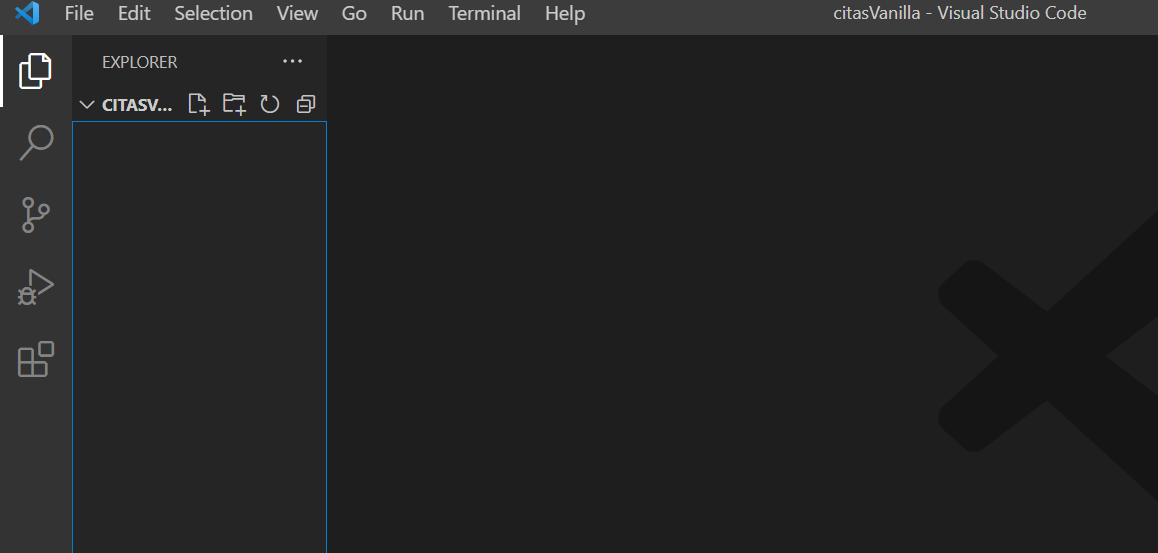 File Edit Selection View Go Run Terminal Help citasVanilla - Visual Studio Code
EXPLORER ...
CITASV...